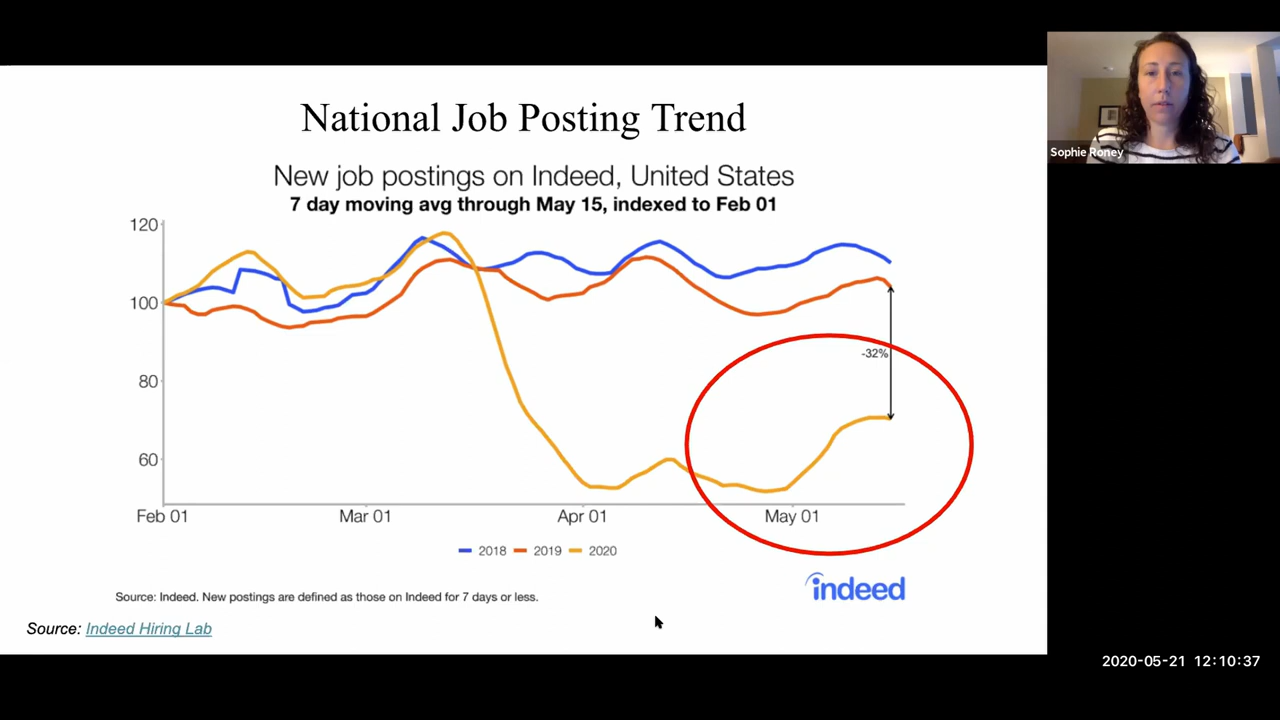 National Job Posting Trend
New job postings on Indeed, United States
7 day moving avg through May 15, indexed to Feb 01
120
100
80
60
-32%
Feb 01
Mar 01
Apr 01
May 01
2018
2019
2020
Source: Indeed. New postings are defined as those on Indeed for 7 days or less.
indeed
Source: Indeed Hiring Lab
Sophie Roney
2020-05-21 12:10:37